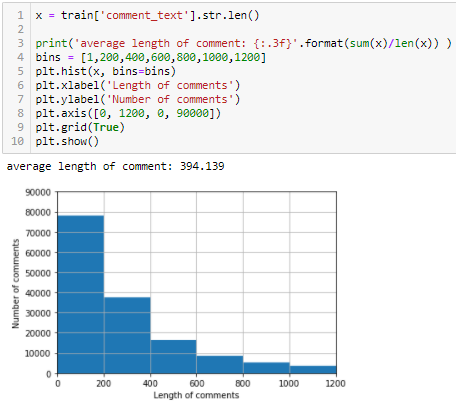 1 x = train['comment_text'].str.len()
2
3 print('average length of comment: {:.3f}'.format(sum(x)/len(x)) )
4 bins = [1,200,400,600,800,1000,1200]
5 plt.hist(x, bins=bins)
6 plt.xlabel('Length of comments')
7 plt.ylabel('Number of comments')
8 plt.axis([0, 1200, 0, 90000])
9 plt.grid(True)
10 plt.show()
average length of comment: 394.139
90000
80000
70000
60000
50000
40000
30000
20000
10000
0
Number of comments
0 200 400 600 800 1000 1200
Length of comments